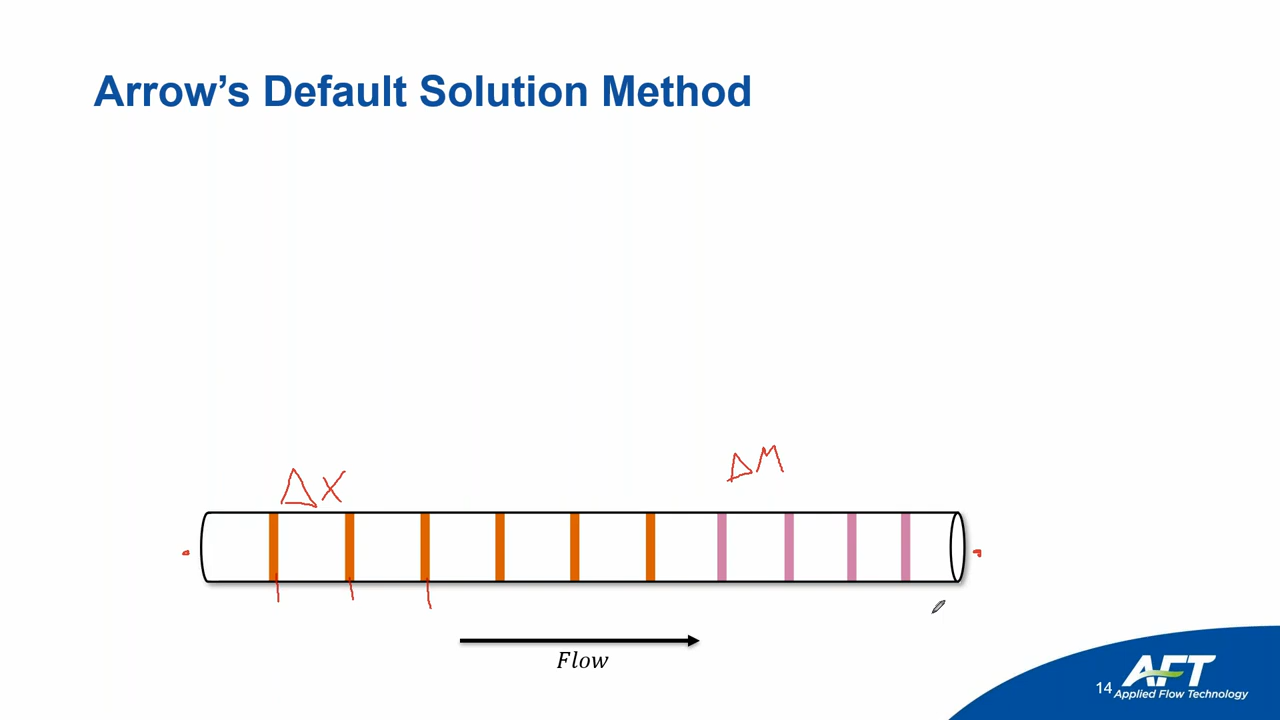 Arrow's Default Solution Method
ΔM
ΔX
Flow
14
AFT
Applied Flow Technology